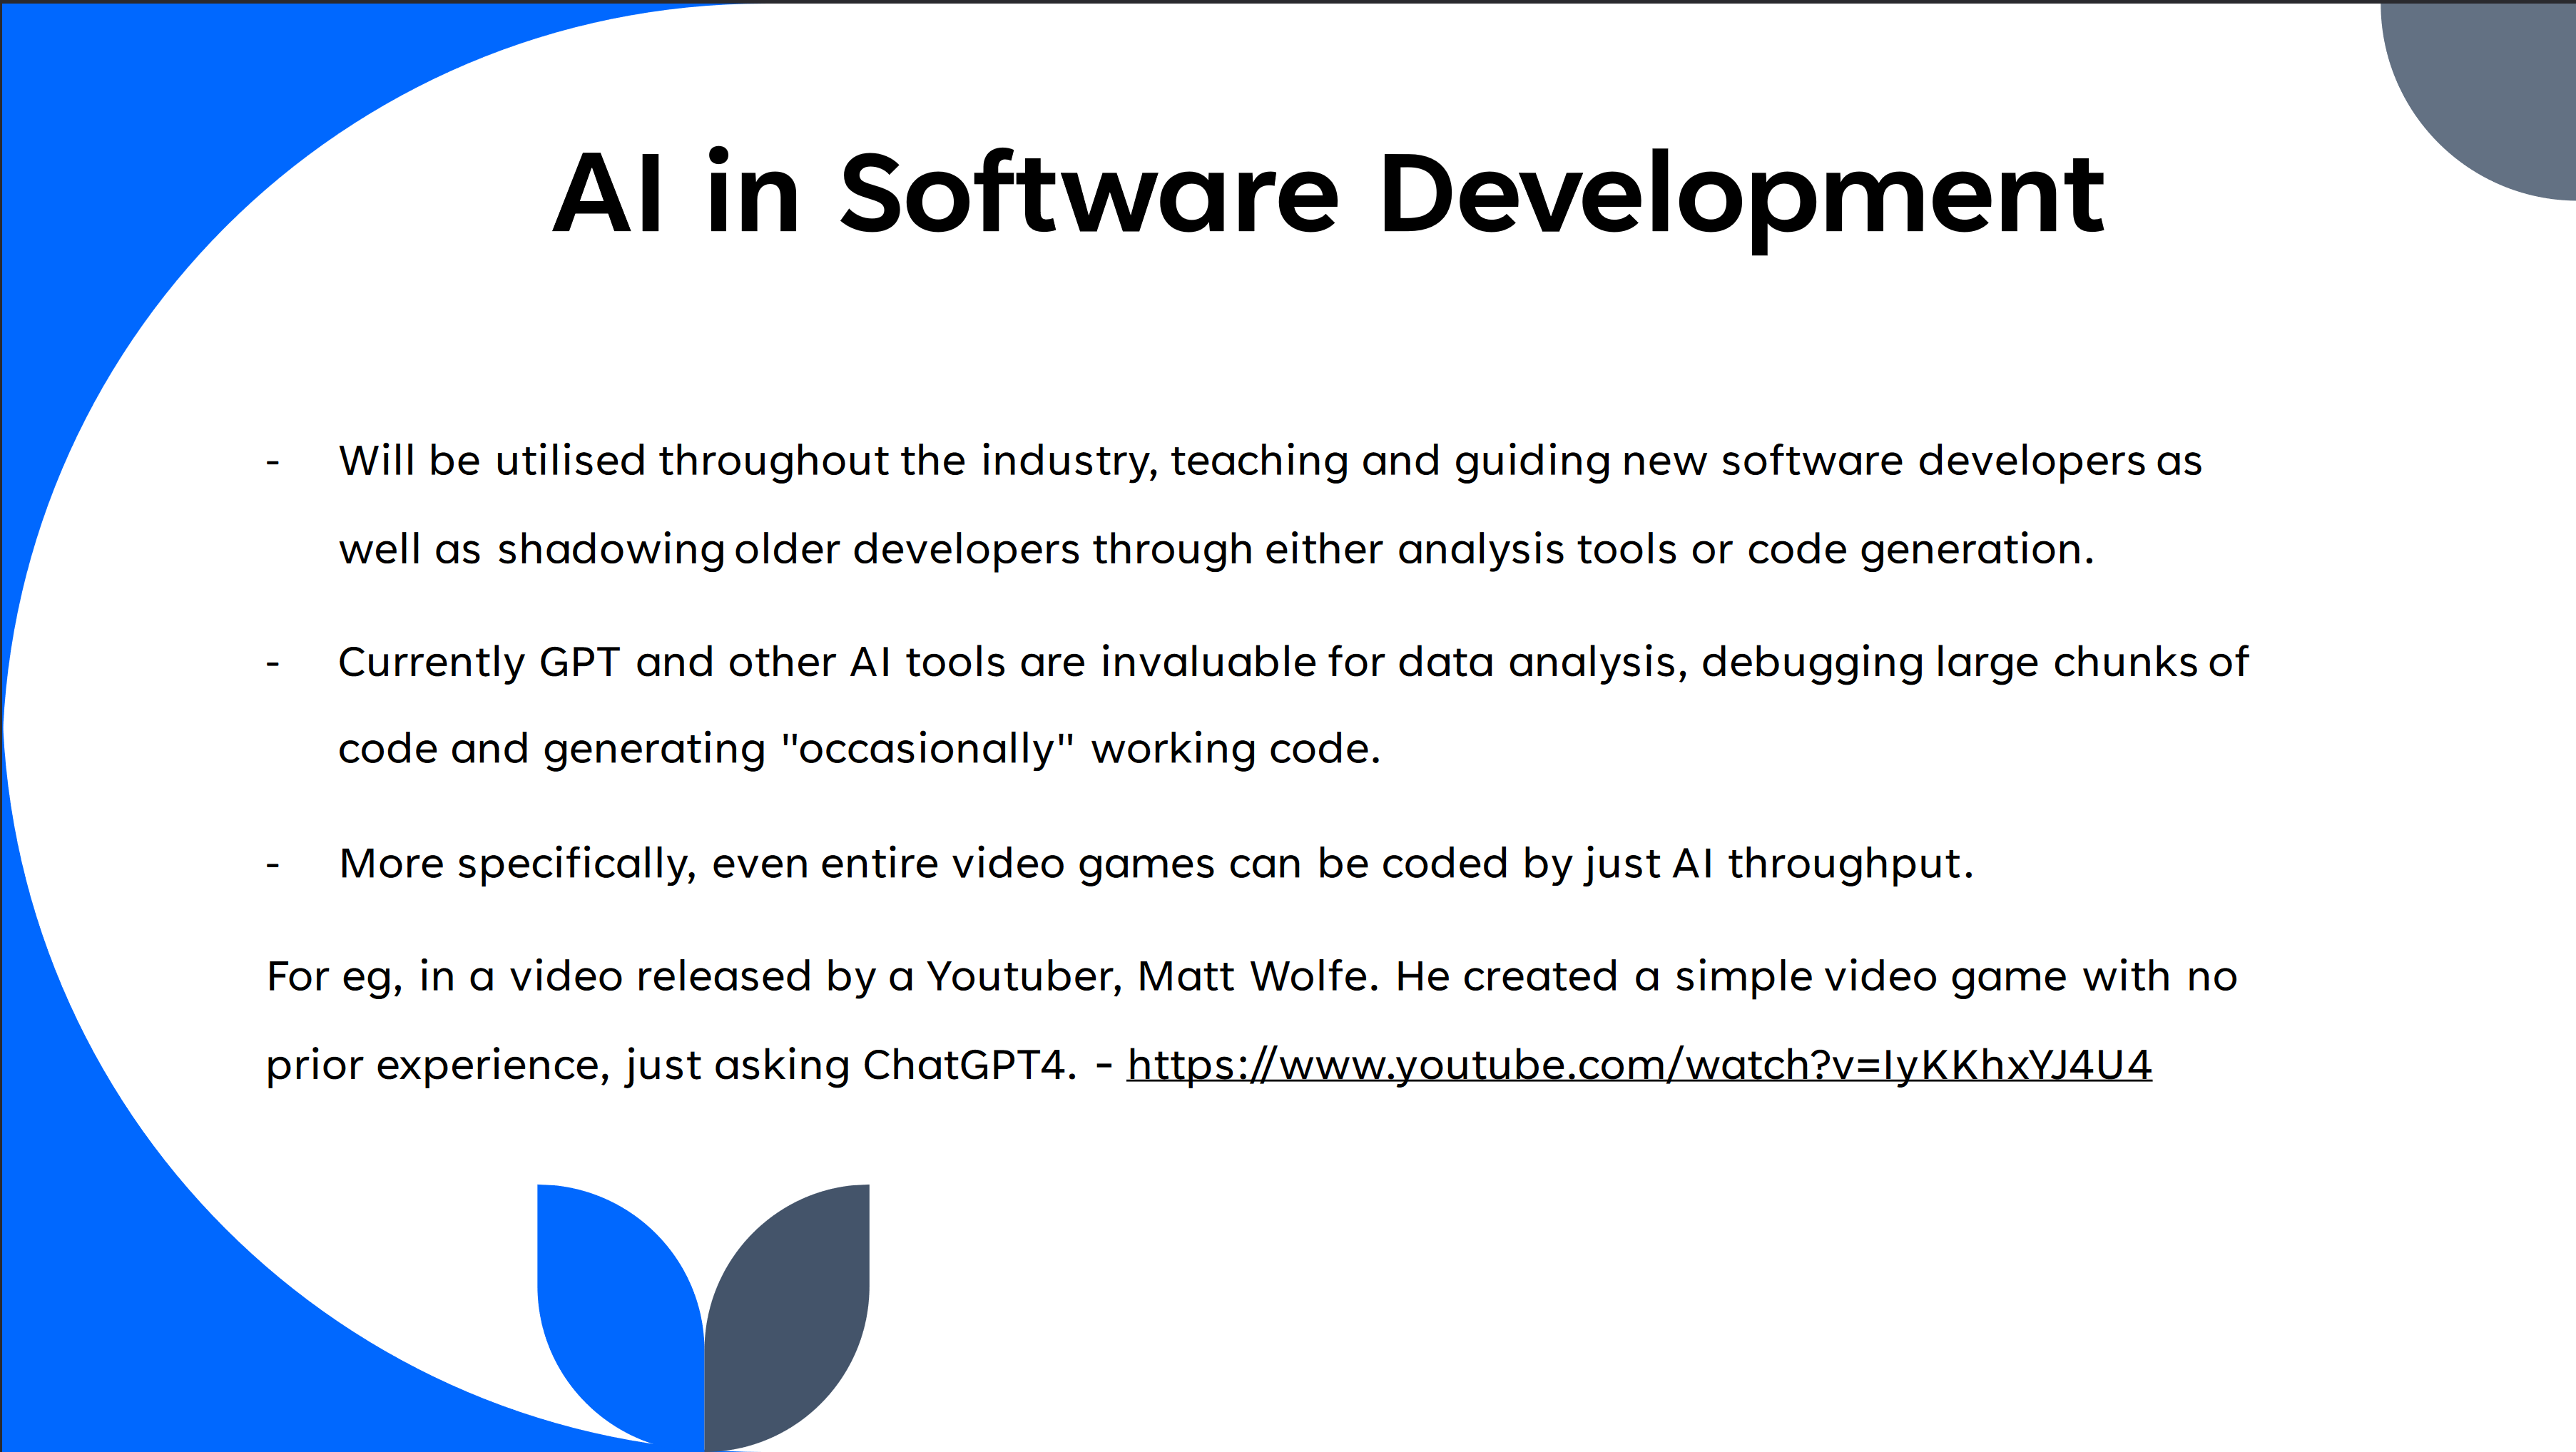 AI in Software Development
- Will be utilised throughout the industry, teaching and guiding new software developers as
well as shadowing older developers through either analysis tools or code generation.
- Currently GPT and other AI tools are invaluable for data analysis, debugging large chunks of
code and generating "occasionally" working code.
- More specifically, even entire video games can be coded by just AI throughput.
For eg, in a video released by a Youtuber, Matt Wolfe. He created a simple video game with no
prior experience, just asking ChatGPT4. - https://www.youtube.com/watch?v=IyKKhxYJ4U4